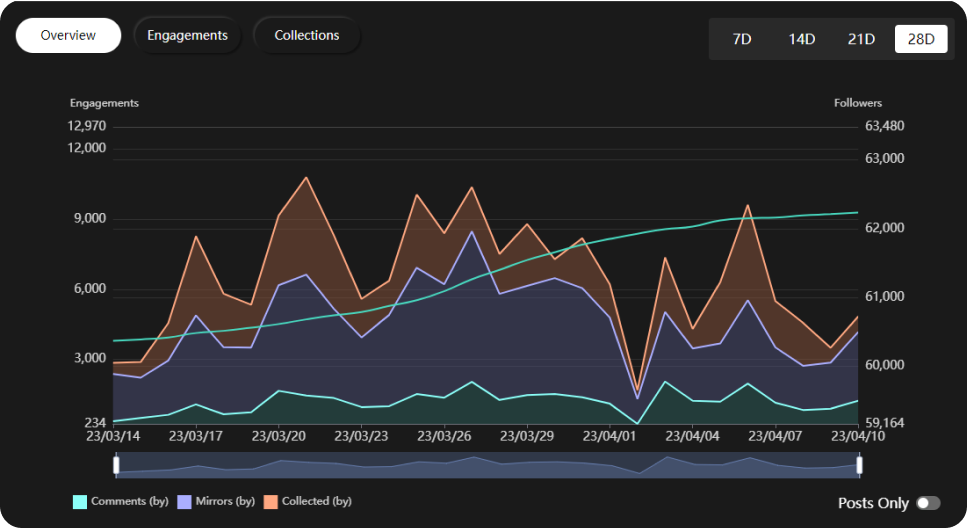 Overview Engagements Collections 7D 14D 21D 28D
Engagements Followers
12,970 63,480
12,000 63,000
9,000 62,000
6,000 61,000
3,000 60,000
234 59,164
23/03/14 23/03/17 23/03/20 23/03/23 23/03/26 23/03/29 23/04/01 23/04/04 23/04/07 23/04/10
Comments (by) Mirrors (by) Collected (by) Posts Only